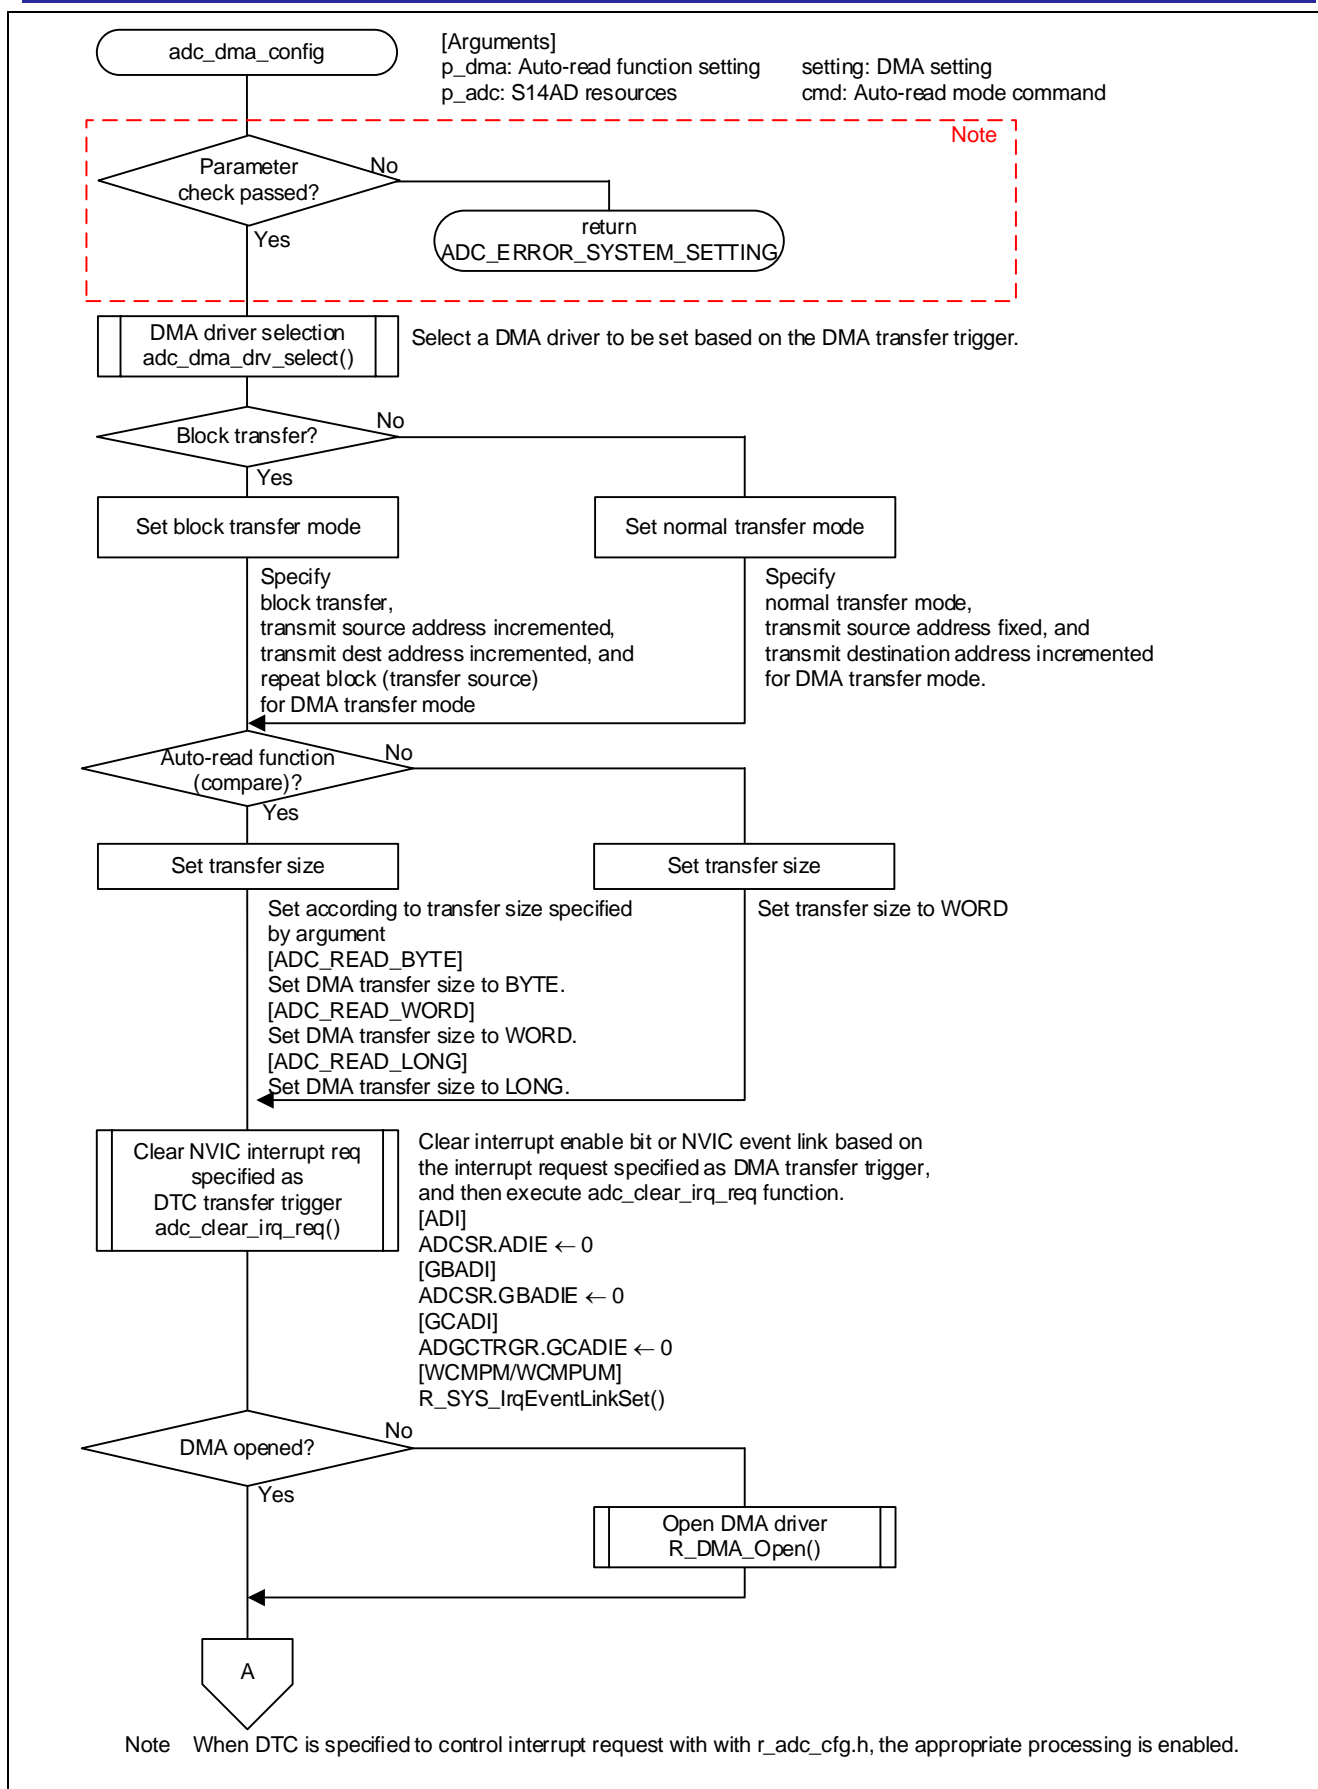 adc_dma_config
[Arguments]
p_dma: Auto-read function setting
setting: DMA setting
p_adc: S14AD resources
cmd: Auto-read mode command
Note
Parameter
check passed?
No
Yes
return
ADC_ERROR_SYSTEM_SETTING
DMA driver selection
adc_dma_drv_select()
Select a DMA driver to be set based on the DMA transfer trigger.
Block transfer?
No
Yes
Set block transfer mode
Set normal transfer mode
Specify
block transfer,
transmit source address incremented,
transmit dest address incremented, and
repeat block (transfer source)
for DMA transfer mode
Specify
normal transfer mode,
transmit source address fixed, and
transmit destination address incremented
for DMA transfer mode.
Auto-read function
(compare)?
No
Yes
Set transfer size
Set transfer size
Set according to transfer size specified
by argument
[ADC_READ_BYTE]
Set DMA transfer size to BYTE.
[ADC_READ_WORD]
Set DMA transfer size to WORD.
[ADC_READ_LONG]
Set DMA transfer size to LONG.
Set transfer size to WORD
Clear NVIC interrupt req
specified as
DTC transfer trigger
adc_clear_irq_req()
Clear interrupt enable bit or NVIC event link based on
the interrupt request specified as DMA transfer trigger,
and then execute adc_clear_irq_req function.
[ADI]
ADCSR.ADIE ← 0
[GBADI]
ADCSR.GBADIE ← 0
[GCADI]
ADGCTRGR.GCADIE ← 0
[WCMPM/WCMPUM]
R_SYS_IrqEventLinkSet()
DMA opened?
No
Yes
Open DMA driver
R_DMA_Open()
A
Note When DTC is specified to control interrupt request with with r_adc_cfg.h, the appropriate processing is enabled.